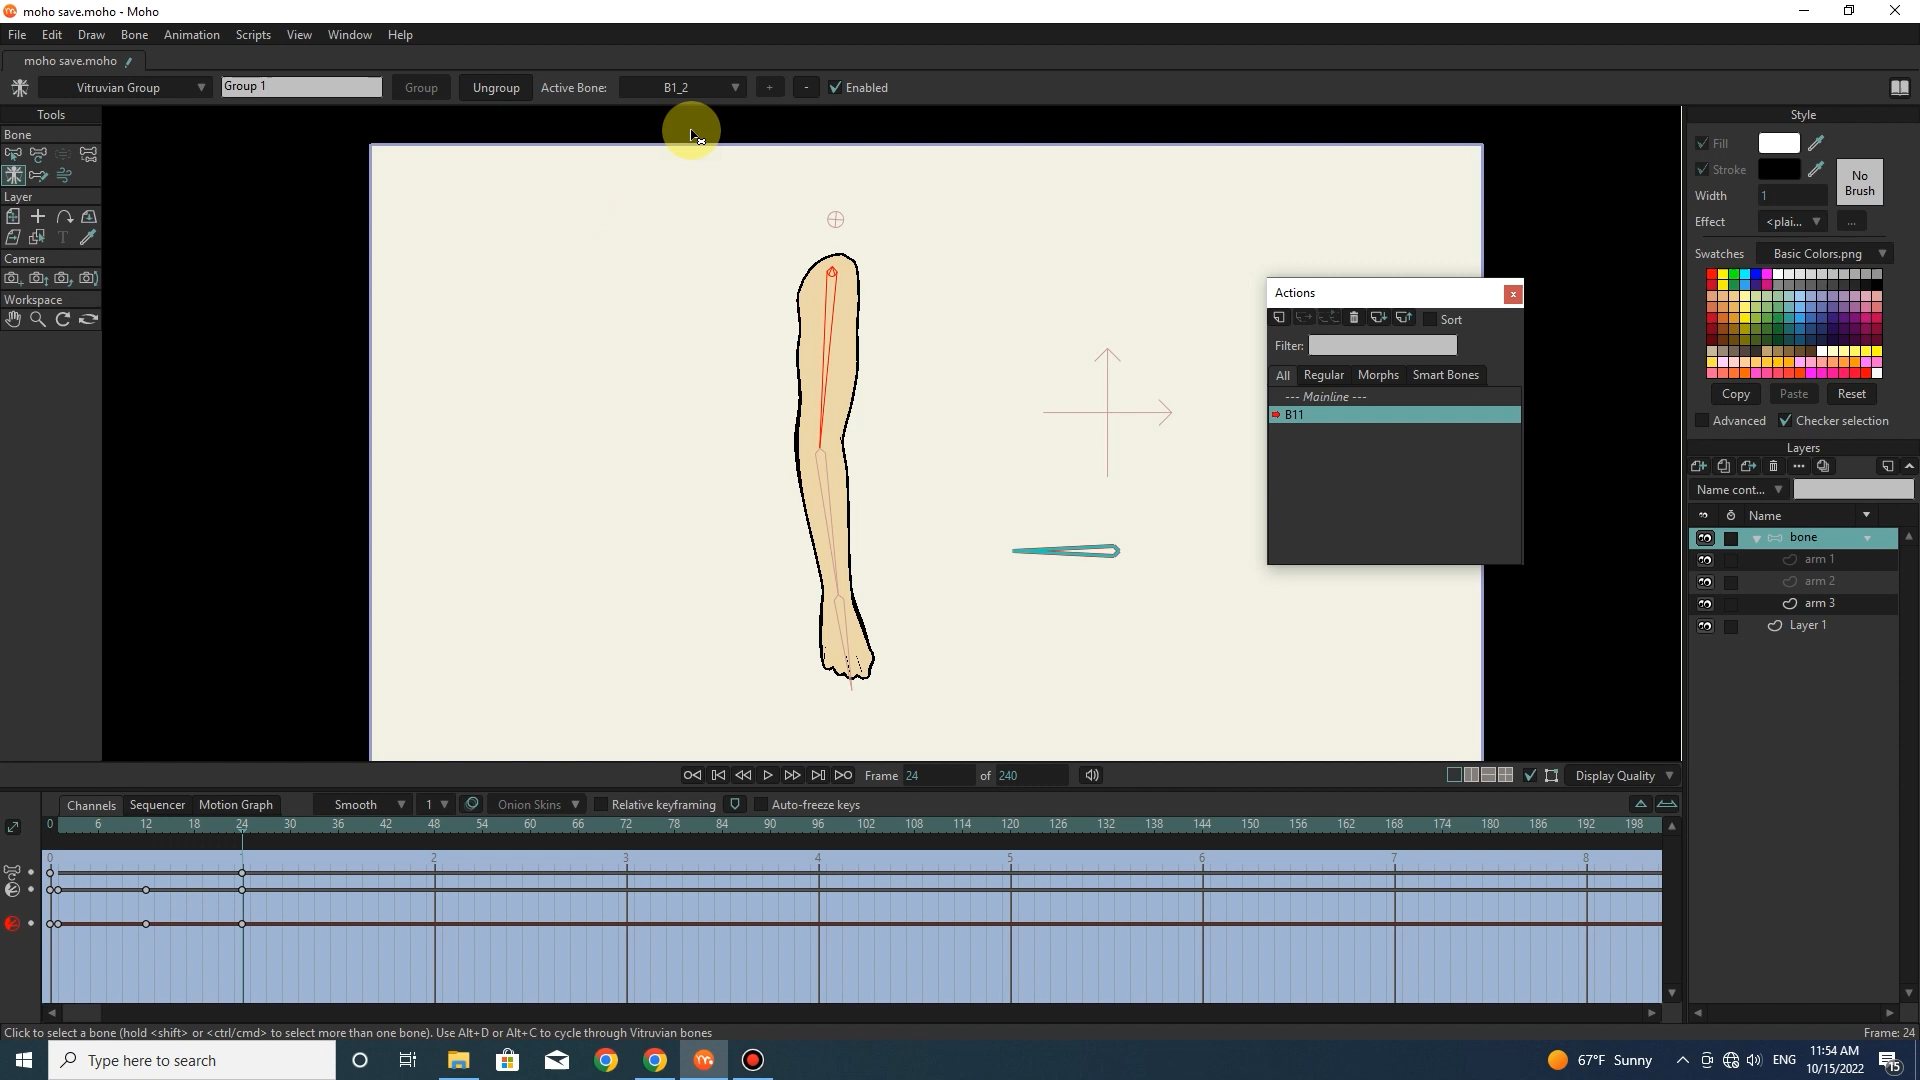 moho save.moho - Moho
File Edit Draw Bone Animation Scripts View Window Help
moho save.moho
Vitruvian Group Group 1 Group Ungroup Active Bone: B1_2 + - Enabled
Tools
Bone
Layer
T
Camera
Workspace
Actions
Sort
Filter:
All Regular Morphs Smart Bones
--- Mainline ---
B11
Style
Fill
Stroke
No
Brush
Width 1
Effect <plai... ...
Swatches Basic Colors.png
Copy Paste Reset
Advanced Checker selection
Layers
Name cont...
Name
bone
arm 1
arm 2
arm 3
Layer 1
Frame 24 of 240 Display Quality
Channels Sequencer Motion Graph Smooth 1 Onion Skins Relative keyframing Auto-freeze keys
0 6 12 18 24 30 36 42 48 54 60 66 72 78 84 90 96 102 108 114 120 126 132 138 144 150 156 162 168 174 180 186 192 198
0 1 2 3 4 5 6 7 8
Click to select a bone (hold <shift> or <ctrl/cmd> to select more than one bone). Use Alt+D or Alt+C to cycle through Vitruvian bones Frame: 24
Type here to search 67°F Sunny ENG 11:54 AM
10/15/2022
15